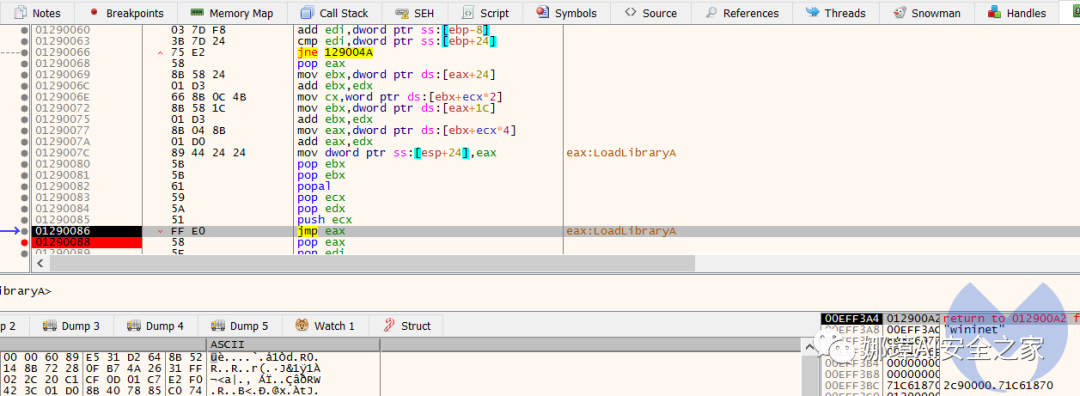 Notes Breakpoints Memory Map Call Stack SEH Script Symbols Source References Threads Snowman Handles
01290060 03 7D F8 add edi,dword ptr ss:[ebp-8]
01290063 3B 7D 24 cmp edi,dword ptr ss:[ebp+24]
01290066 75 E2 jne 129004A
01290068 58 pop eax
01290069 8B 58 24 mov ebx,dword ptr ds:[eax+24]
0129006C 01 D3 add ebx,edx
0129006E 66 8B 0C 4B mov cx,word ptr ds:[ebx+ecx*2]
01290072 8B 58 1C mov ebx,dword ptr ds:[eax+1C]
01290075 01 D3 add ebx,edx
01290077 8B 04 8B mov eax,dword ptr ds:[ebx+ecx*4]
0129007A 01 D0 add eax,edx
0129007C 89 44 24 24 mov dword ptr ss:[esp+24],eax eax:LoadLibraryA
01290080 5B pop ebx
01290081 5B pop ebx
01290082 61 popal
01290083 59 pop ecx
01290084 5A pop edx
01290085 51 push ecx
01290086 FF E0 jmp eax eax:LoadLibraryA
01290088 58 pop eax
01290089 5F pop edi
ibraryA>
p 2 Dump 3 Dump 4 Dump 5 Watch 1 Struct
ASCII
00 00 60 89 E5 31 D2 64 8B 52 üè....`.å1Òd.R0.
14 8B 72 28 0F B7 4A 26 31 FF R..R..r(.·J&1ÿ1À
02 2C 20 C1 CF 0D 01 C7 E2 F0 ¬<a|., ÁÏ..ÇâðRW
42 3C 01 D0 8B 40 78 85 C0 74 .R..B<.Ð.@x.ÀtJ.
00EFF3A4 012900A2 return to 012900A2 f
00EFF3A8 00EFF3AC "wininet"
00EFF3B4 00000000
00EFF3B8 00000000
00EFF3BC 71C61870 2c90000.71C61870
娜璋AI安全之家